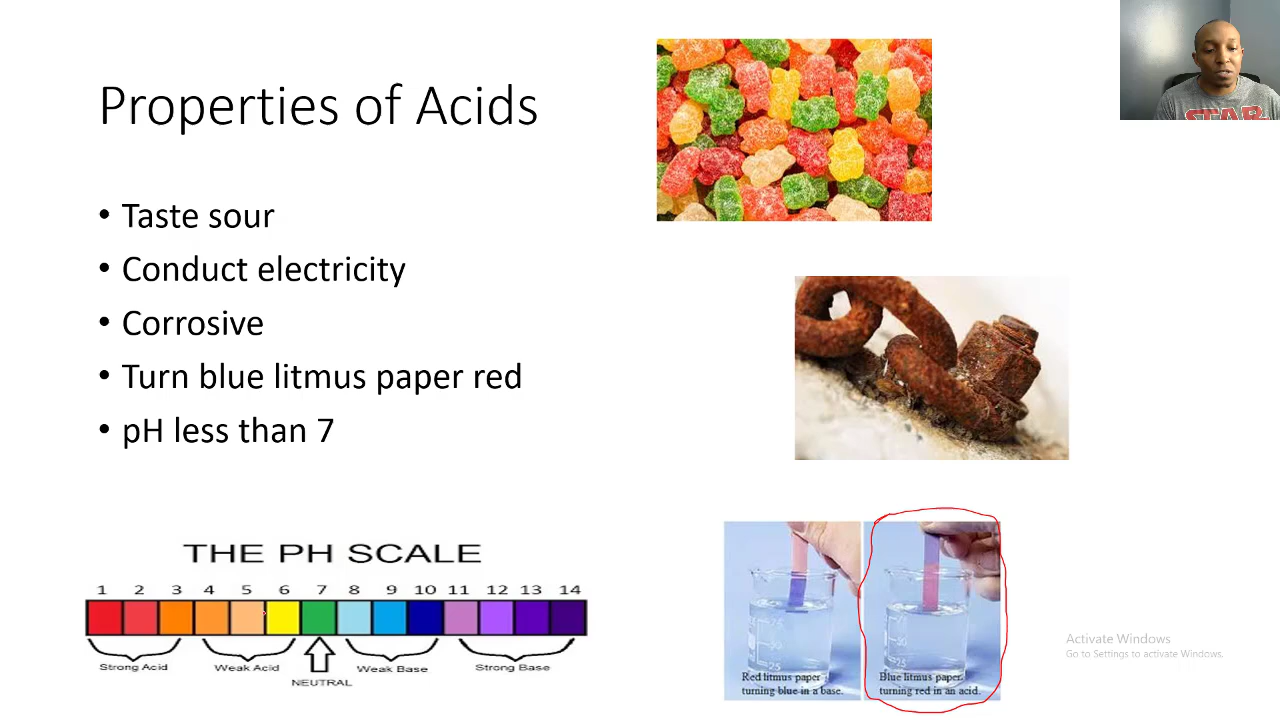 Properties of Acids
• Taste sour
• Conduct electricity
• Corrosive
• Turn blue litmus paper red
• pH less than 7
THE PH SCALE
1 2 3 4 5 6 7 8 9 10 11 12 13 14
Strong Acid Weak Acid Weak Base Strong Base
NEUTRAL
Red litmus paper
turning blue in a base.
Blue litmus paper
turning red in an acid.
STAR
Activate Windows
Go to Settings to activate Windows.